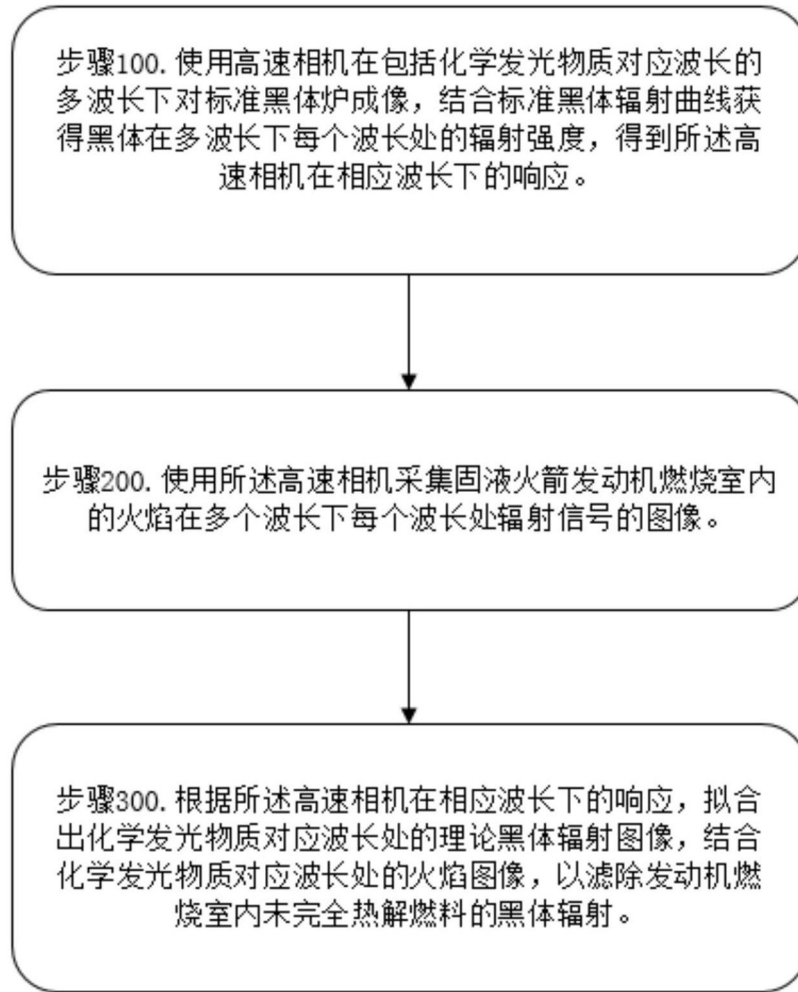 步骤100.使用高速相机在包括化学发光物质对应波长的
多波长下对标准黑体炉成像，结合标准黑体辐射曲线获
得黑体在多波长下每个波长处的辐射强度，得到所述高
速相机在相应波长下的响应。
步骤200.使用所述高速相机采集固液火箭发动机燃烧室内
的火焰在多个波长下每个波长处辐射信号的图像。
步骤300.根据所述高速相机在相应波长下的响应，拟合
出化学发光物质对应波长处的理论黑体辐射图像，结合
化学发光物质对应波长处的火焰图像，以滤除发动机燃
烧室内未完全热解燃料的黑体辐射。